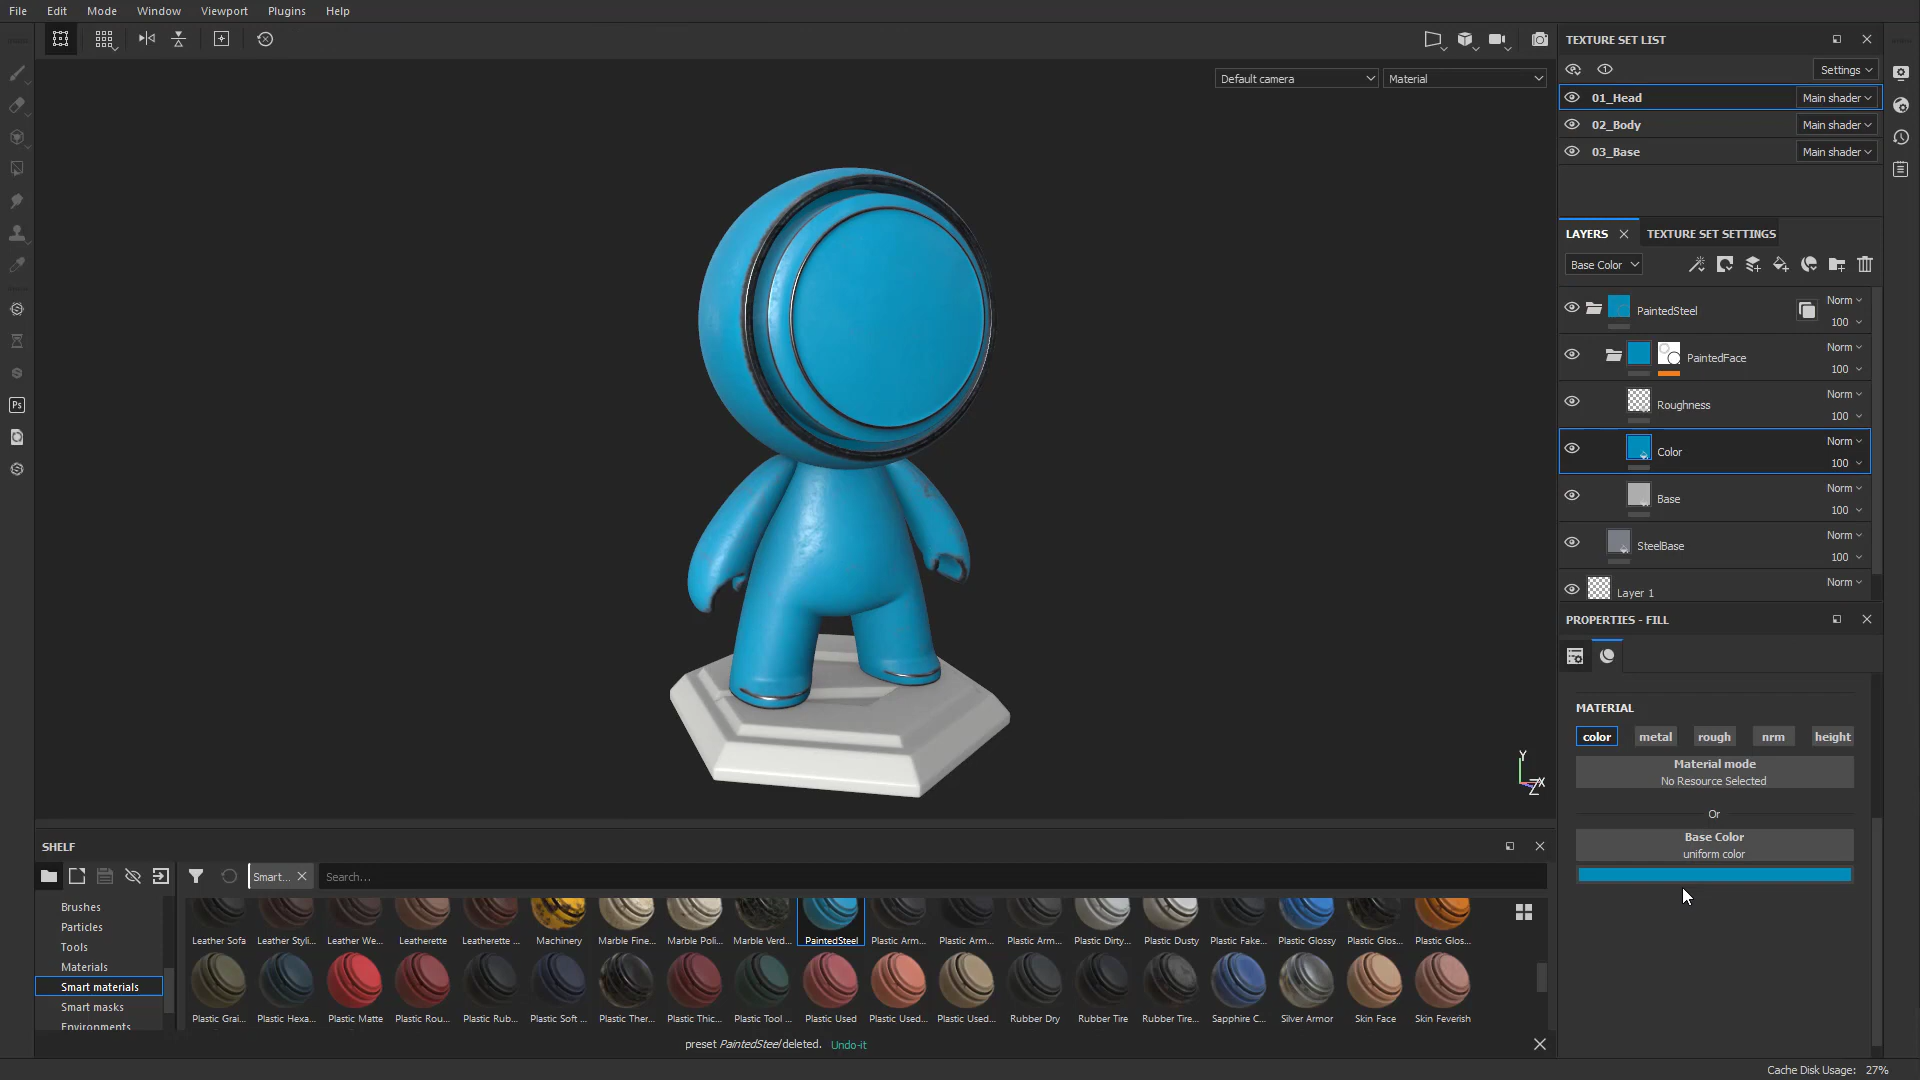 File Edit Mode Window Viewport Plugins Help
Default camera
Material
TEXTURE SET LIST
Settings
01_Head Main shader
02_Body Main shader
03_Base Main shader
LAYERS TEXTURE SET SETTINGS
Base Color
PaintedSteel Norm 100
PaintedFace Norm 100
Roughness Norm 100
Color Norm 100
Base Norm 100
SteelBase Norm 100
Layer 1 Norm
PROPERTIES - FILL
MATERIAL
color metal rough nrm height
Material mode
No Resource Selected
Or
Base Color
uniform color
Y
Z X
Ps
SHELF
Smart...
Search...
Brushes
Particles
Tools
Materials
Smart materials
Smart masks
Environments
Leather Sofa Leather Styli... Leather We... Leatherette Leatherette ... Machinery Marble Fine... Marble Poli... Marble Verd... PaintedSteel Plastic Arm... Plastic Arm... Plastic Arm... Plastic Dirty... Plastic Dusty Plastic Fake... Plastic Glossy Plastic Glos... Plastic Glos...
Plastic Grai... Plastic Hexa... Plastic Matte Plastic Rou... Plastic Rub... Plastic Soft ... Plastic Ther... Plastic Thic... Plastic Tool ... Plastic Used Plastic Used... Plastic Used... Rubber Dry Rubber Tire Rubber Tire... Sapphire C... Silver Armor Skin Face Skin Feverish
preset PaintedSteel deleted. Undo-it
Cache Disk Usage: 27%